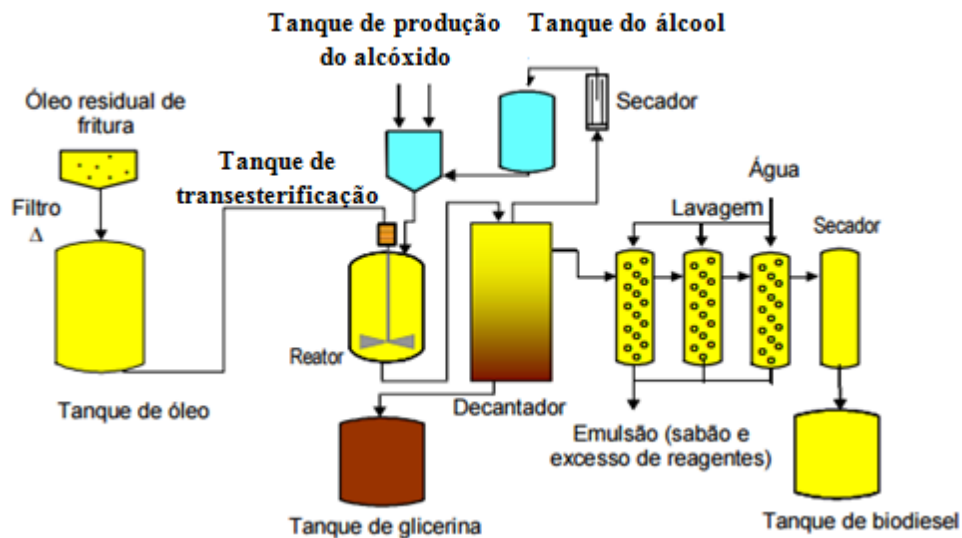 Tanque de produção
do alcóxido
Tanque do álcool
Óleo residual de
fritura
Secador
Tanque de
transesterificação
Água
Filtro
Δ
Lavagem
Secador
Reator
Tanque de óleo
Decantador
Emulsão (sabão e
excesso de reagentes)
Tanque de glicerina
Tanque de biodiesel